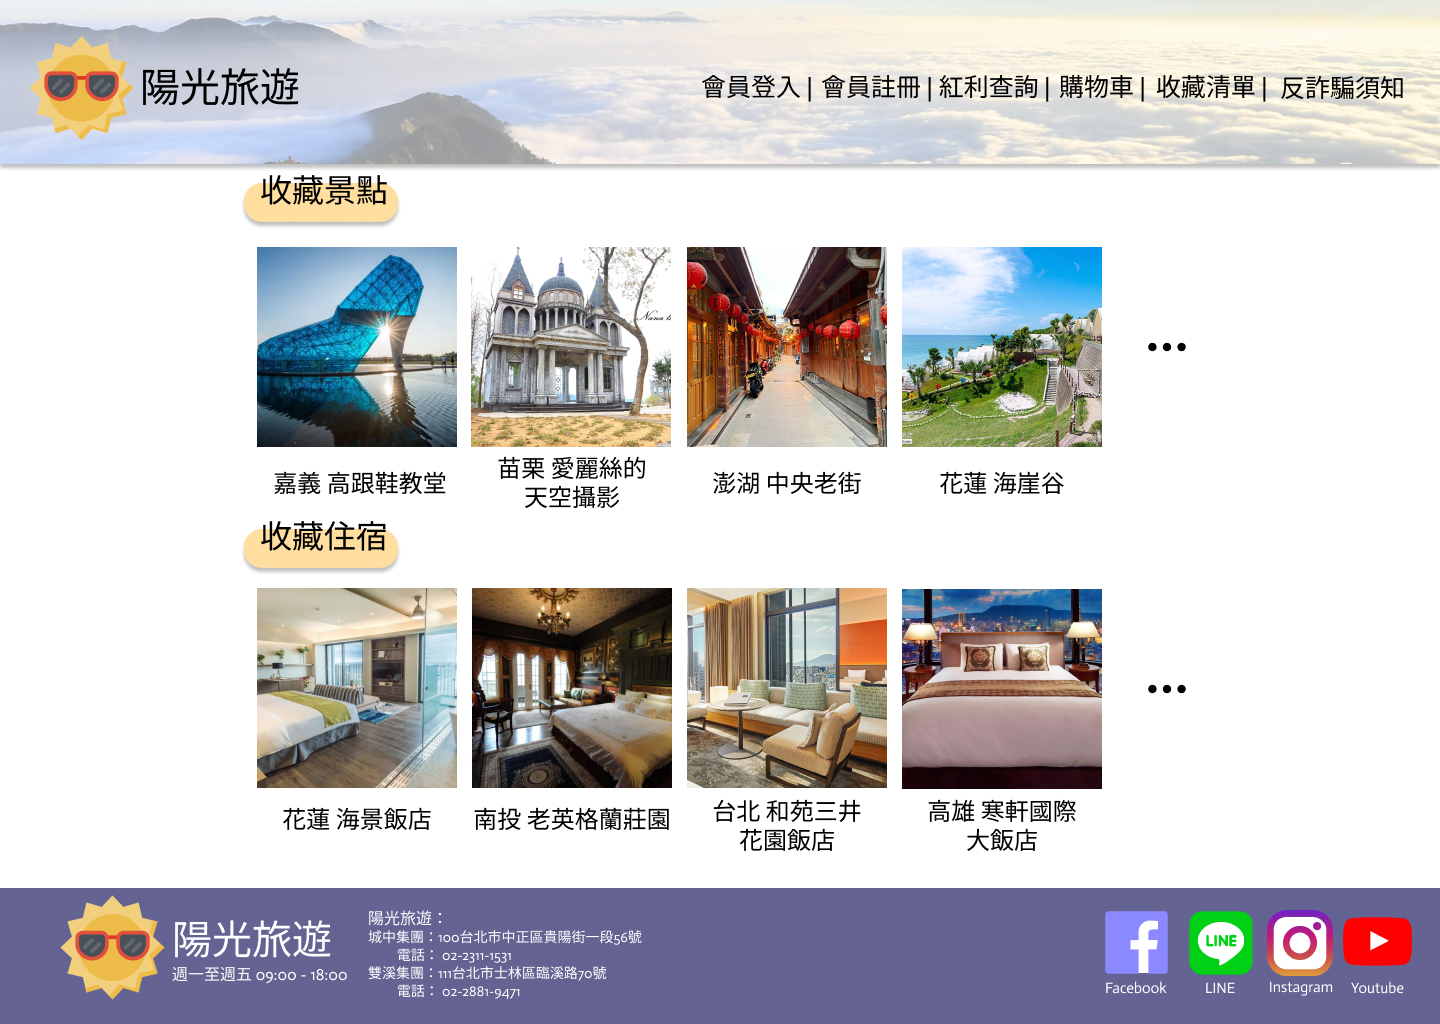 陽光旅遊
會員登入 | 會員註冊 | 紅利查詢 | 購物車 | 收藏清單 | 反詐騙須知
收藏景點
Nana
嘉義 高跟鞋教堂
苗栗 愛麗絲的
天空攝影
澎湖 中央老街
花蓮 海崖谷
...
收藏住宿
花蓮 海景飯店
南投 老英格蘭莊園
台北 和苑三井
花園飯店
高雄 寒軒國際
大飯店
...
陽光旅遊
週一至週五 09:00 - 18:00
陽光旅遊：
城中集團：100台北市中正區貴陽街一段56號
電話： 02-2311-1531
雙溪集團：111台北市士林區臨溪路70號
電話： 02-2881-9471
Facebook
LINE
LINE
Instagram
Youtube